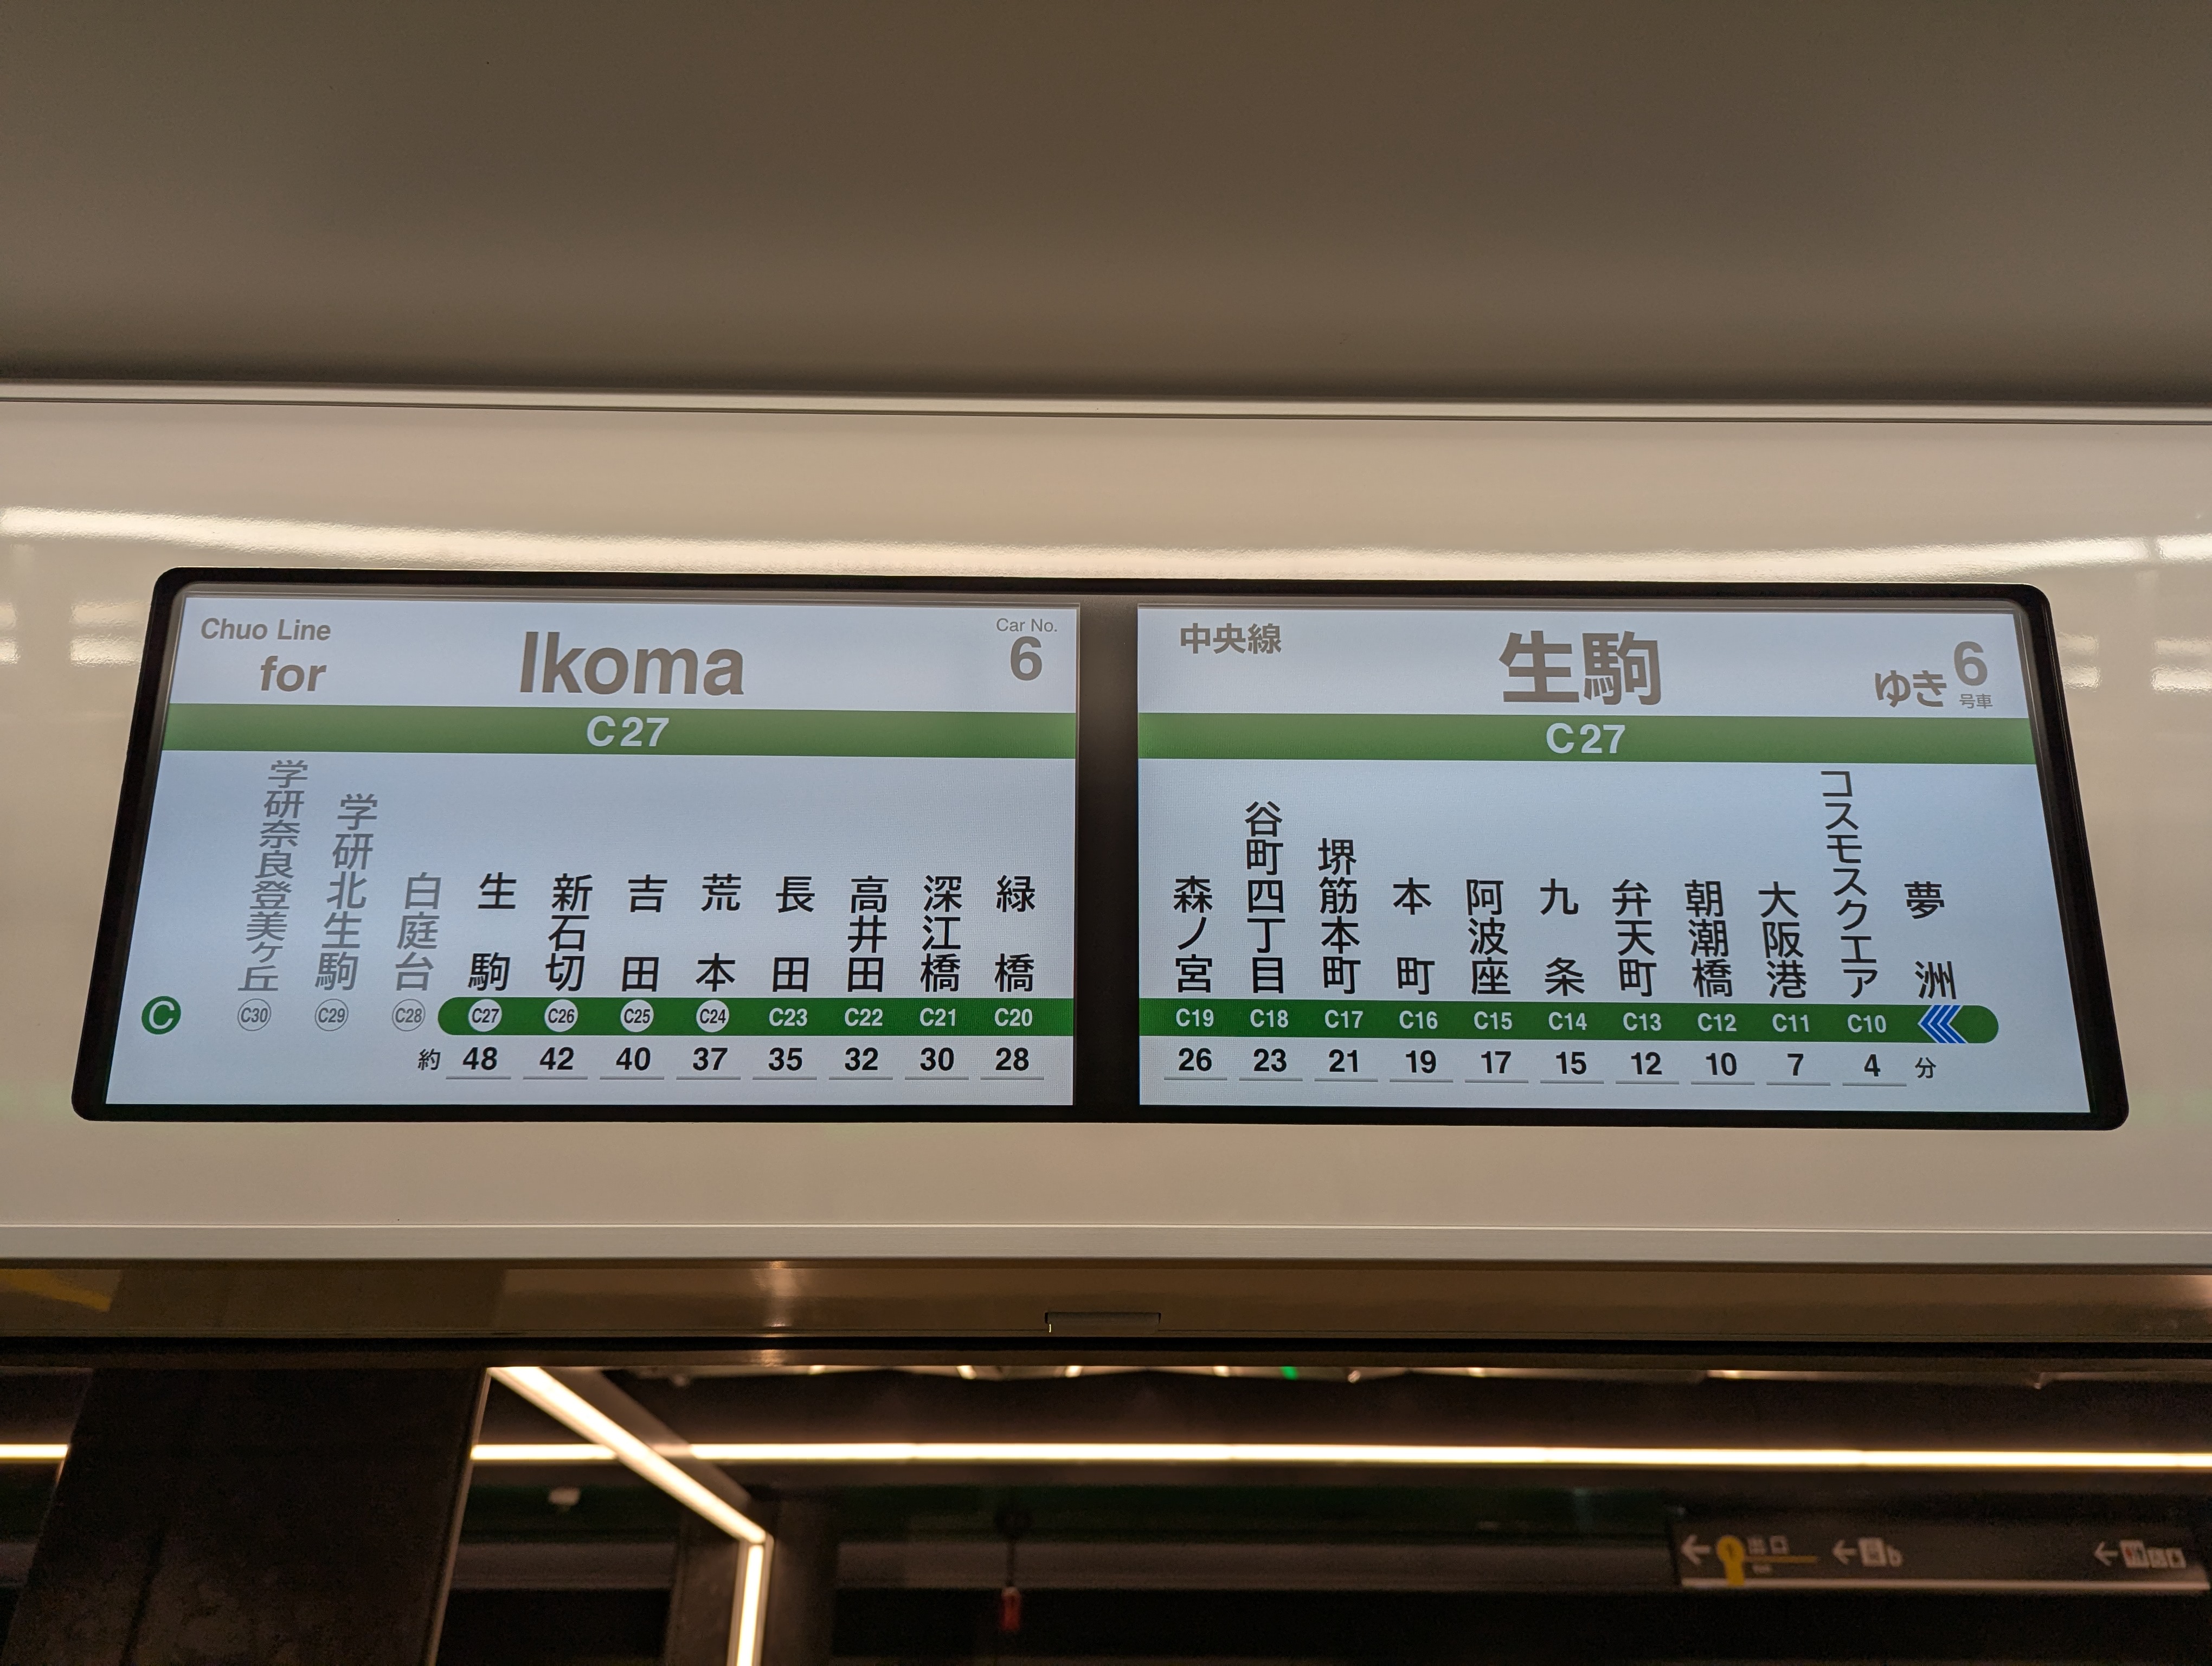 Chuo Line
for
Ikoma
Car No.
6
C27
学研奈良登美ヶ丘
学研北生駒
白庭台
生駒
新石切
吉田
荒本
長田
高井田
深江橋
緑橋
C
C30 C29 C28 C27 C26 C25 C24 C23 C22 C21 C20
約 48 42 40 37 35 32 30 28
中央線
生駒
ゆき
6
号車
C27
森ノ宮
谷町四丁目
堺筋本町
本町
阿波座
九条
弁天町
朝潮橋
大阪港
コスモスクエア
夢洲
C19 C18 C17 C16 C15 C14 C13 C12 C11 C10
26 23 21 19 17 15 12 10 7 4 分
出口